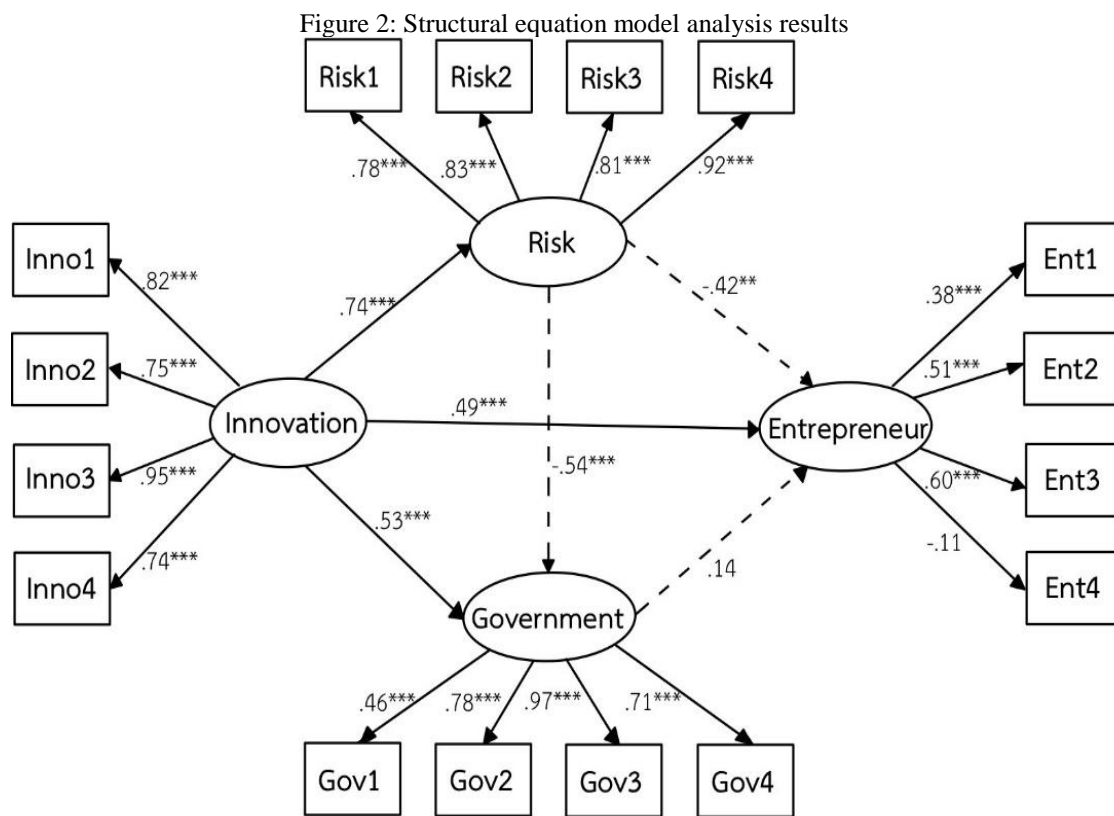 Figure 2: Structural equation model analysis results
Risk1
Risk2
Risk3
Risk4
.78***
.83***
.81***
.92***
Risk
Inno1
Inno2
Inno3
Inno4
.82***
.75***
.95***
.74***
Innovation
.74***
-.42**
.49***
-.54***
.53***
.14
Entrepreneur
.38***
.51***
.60***
-.11
Ent1
Ent2
Ent3
Ent4
Government
.46***
.78***
.97***
.71***
Gov1
Gov2
Gov3
Gov4